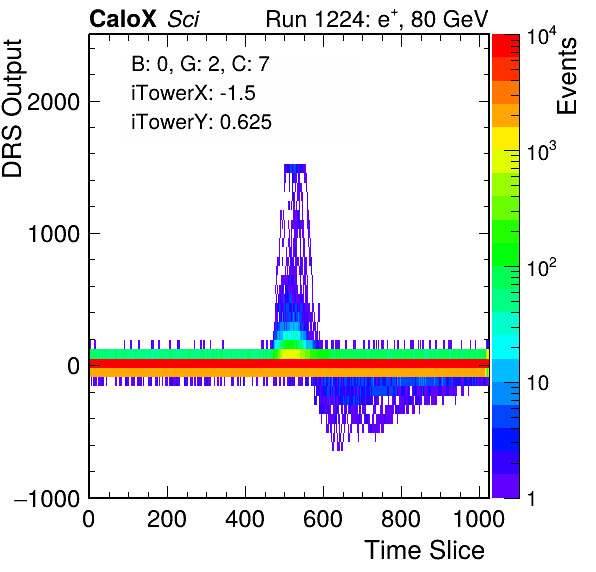 CaloX Sci Run 1224: e⁺, 80 GeV
B: 0, G: 2, C: 7
iTowerX: -1.5
iTowerY: 0.625
DRS Output
2000
1000
0
−1000
0 200 400 600 800 1000
Time Slice
Events
10⁴
10³
10²
10
1